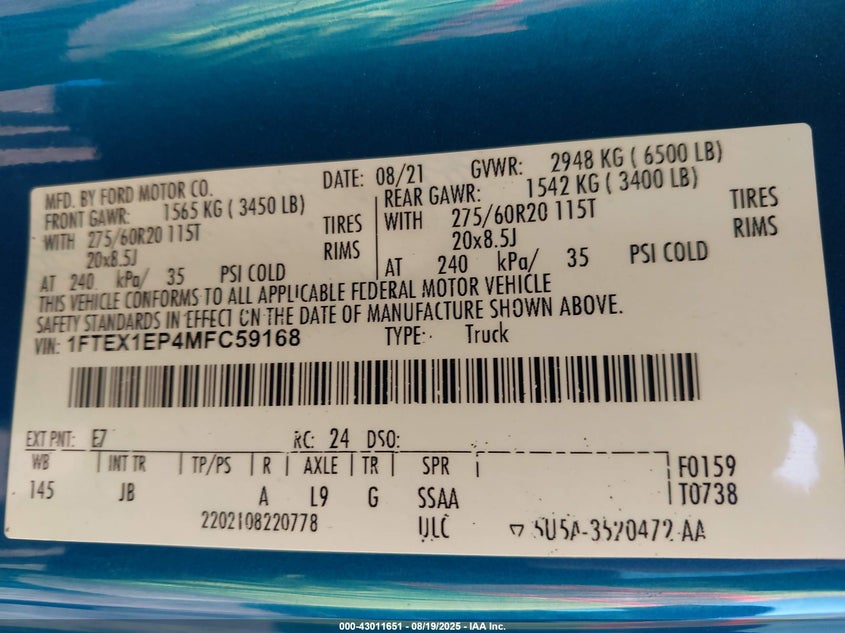 MFD. BY FORD MOTOR CO. DATE: 08/21 GVWR: 2948 KG ( 6500 LB)
FRONT GAWR: 1565 KG ( 3450 LB) REAR GAWR: 1542 KG ( 3400 LB)
WITH 275/60R20 115T TIRES WITH 275/60R20 115T TIRES
20x8.5J RIMS 20x8.5J RIMS
AT 240 kPa/ 35 PSI COLD AT 240 kPa/ 35 PSI COLD
THIS VEHICLE CONFORMS TO ALL APPLICABLE FEDERAL MOTOR VEHICLE
SAFETY STANDARDS IN EFFECT ON THE DATE OF MANUFACTURE SHOWN ABOVE.
VIN: 1FTEX1EP4MFC59168 TYPE: Truck
EXT PNT: E7 RC: 24 DSO:
WB INT TR TP/PS R AXLE TR SPR F0159
145 JB A L9 G SSAA T0738
2202108220778 ULC 5U5A-3520472-AA
000-43011651 - 08/19/2025 - IAA Inc.